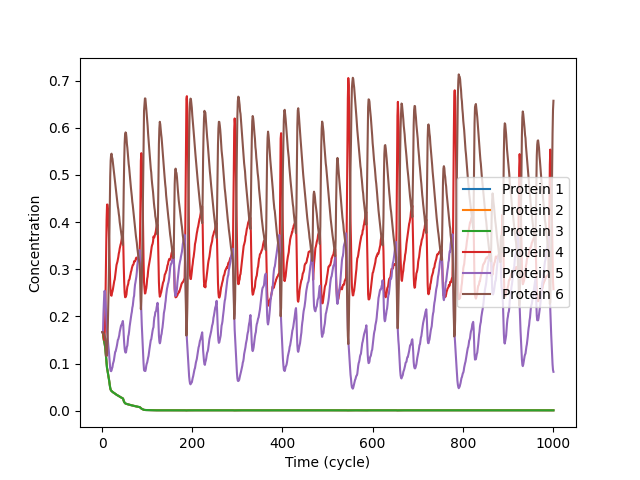 0.7
0.6
0.5
0.4
0.3
0.2
0.1
0.0
Concentration
0
200
400
600
800
1000
Time (cycle)
Protein 1
Protein 2
Protein 3
Protein 4
Protein 5
Protein 6